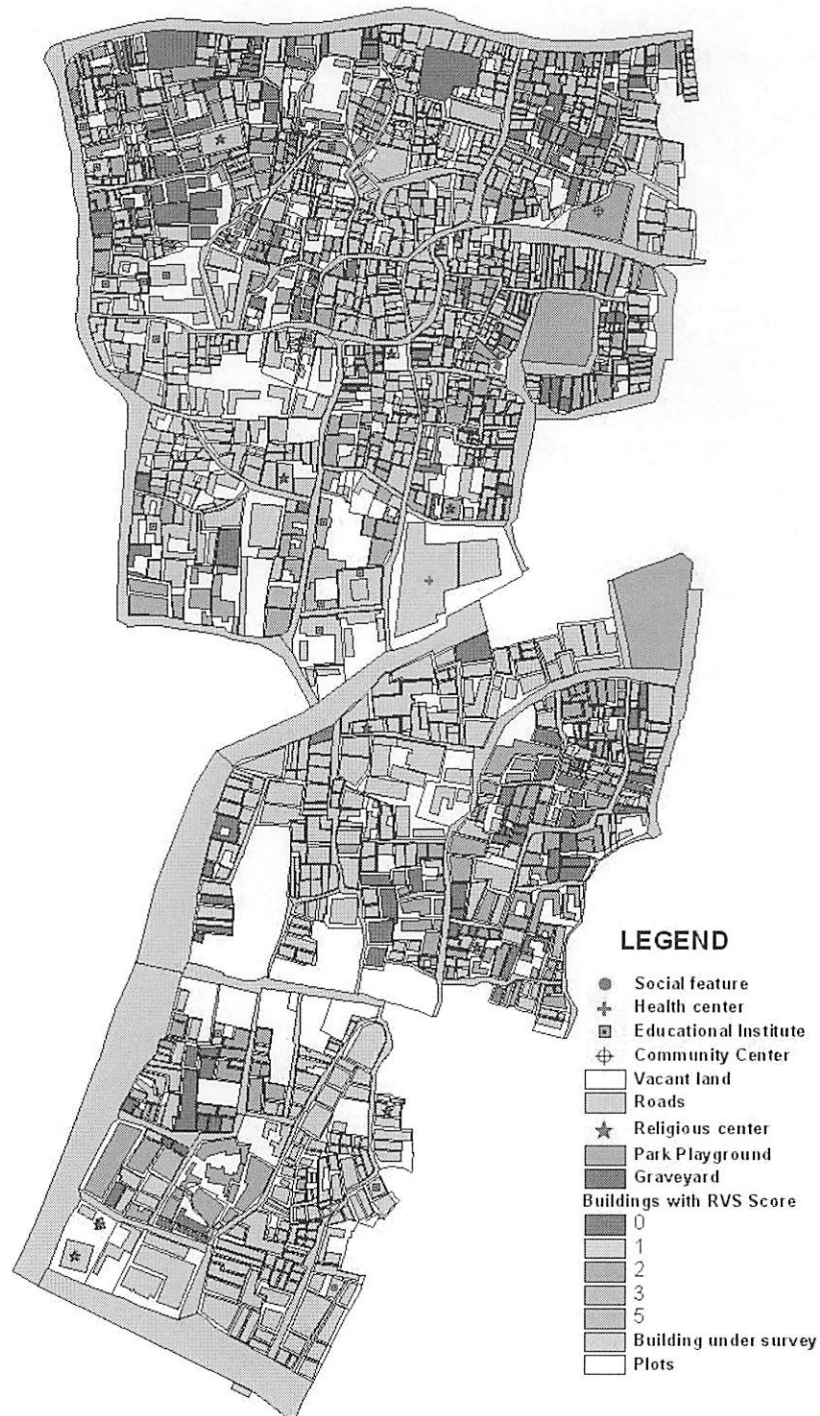 LEGEND
Social feature
Health center
Educational Institute
Community Center
Vacant land
Roads
Religious center
Park Playground
Graveyard
Buildings with RVS Score
0
1
2
3
5
Building under survey
Plots